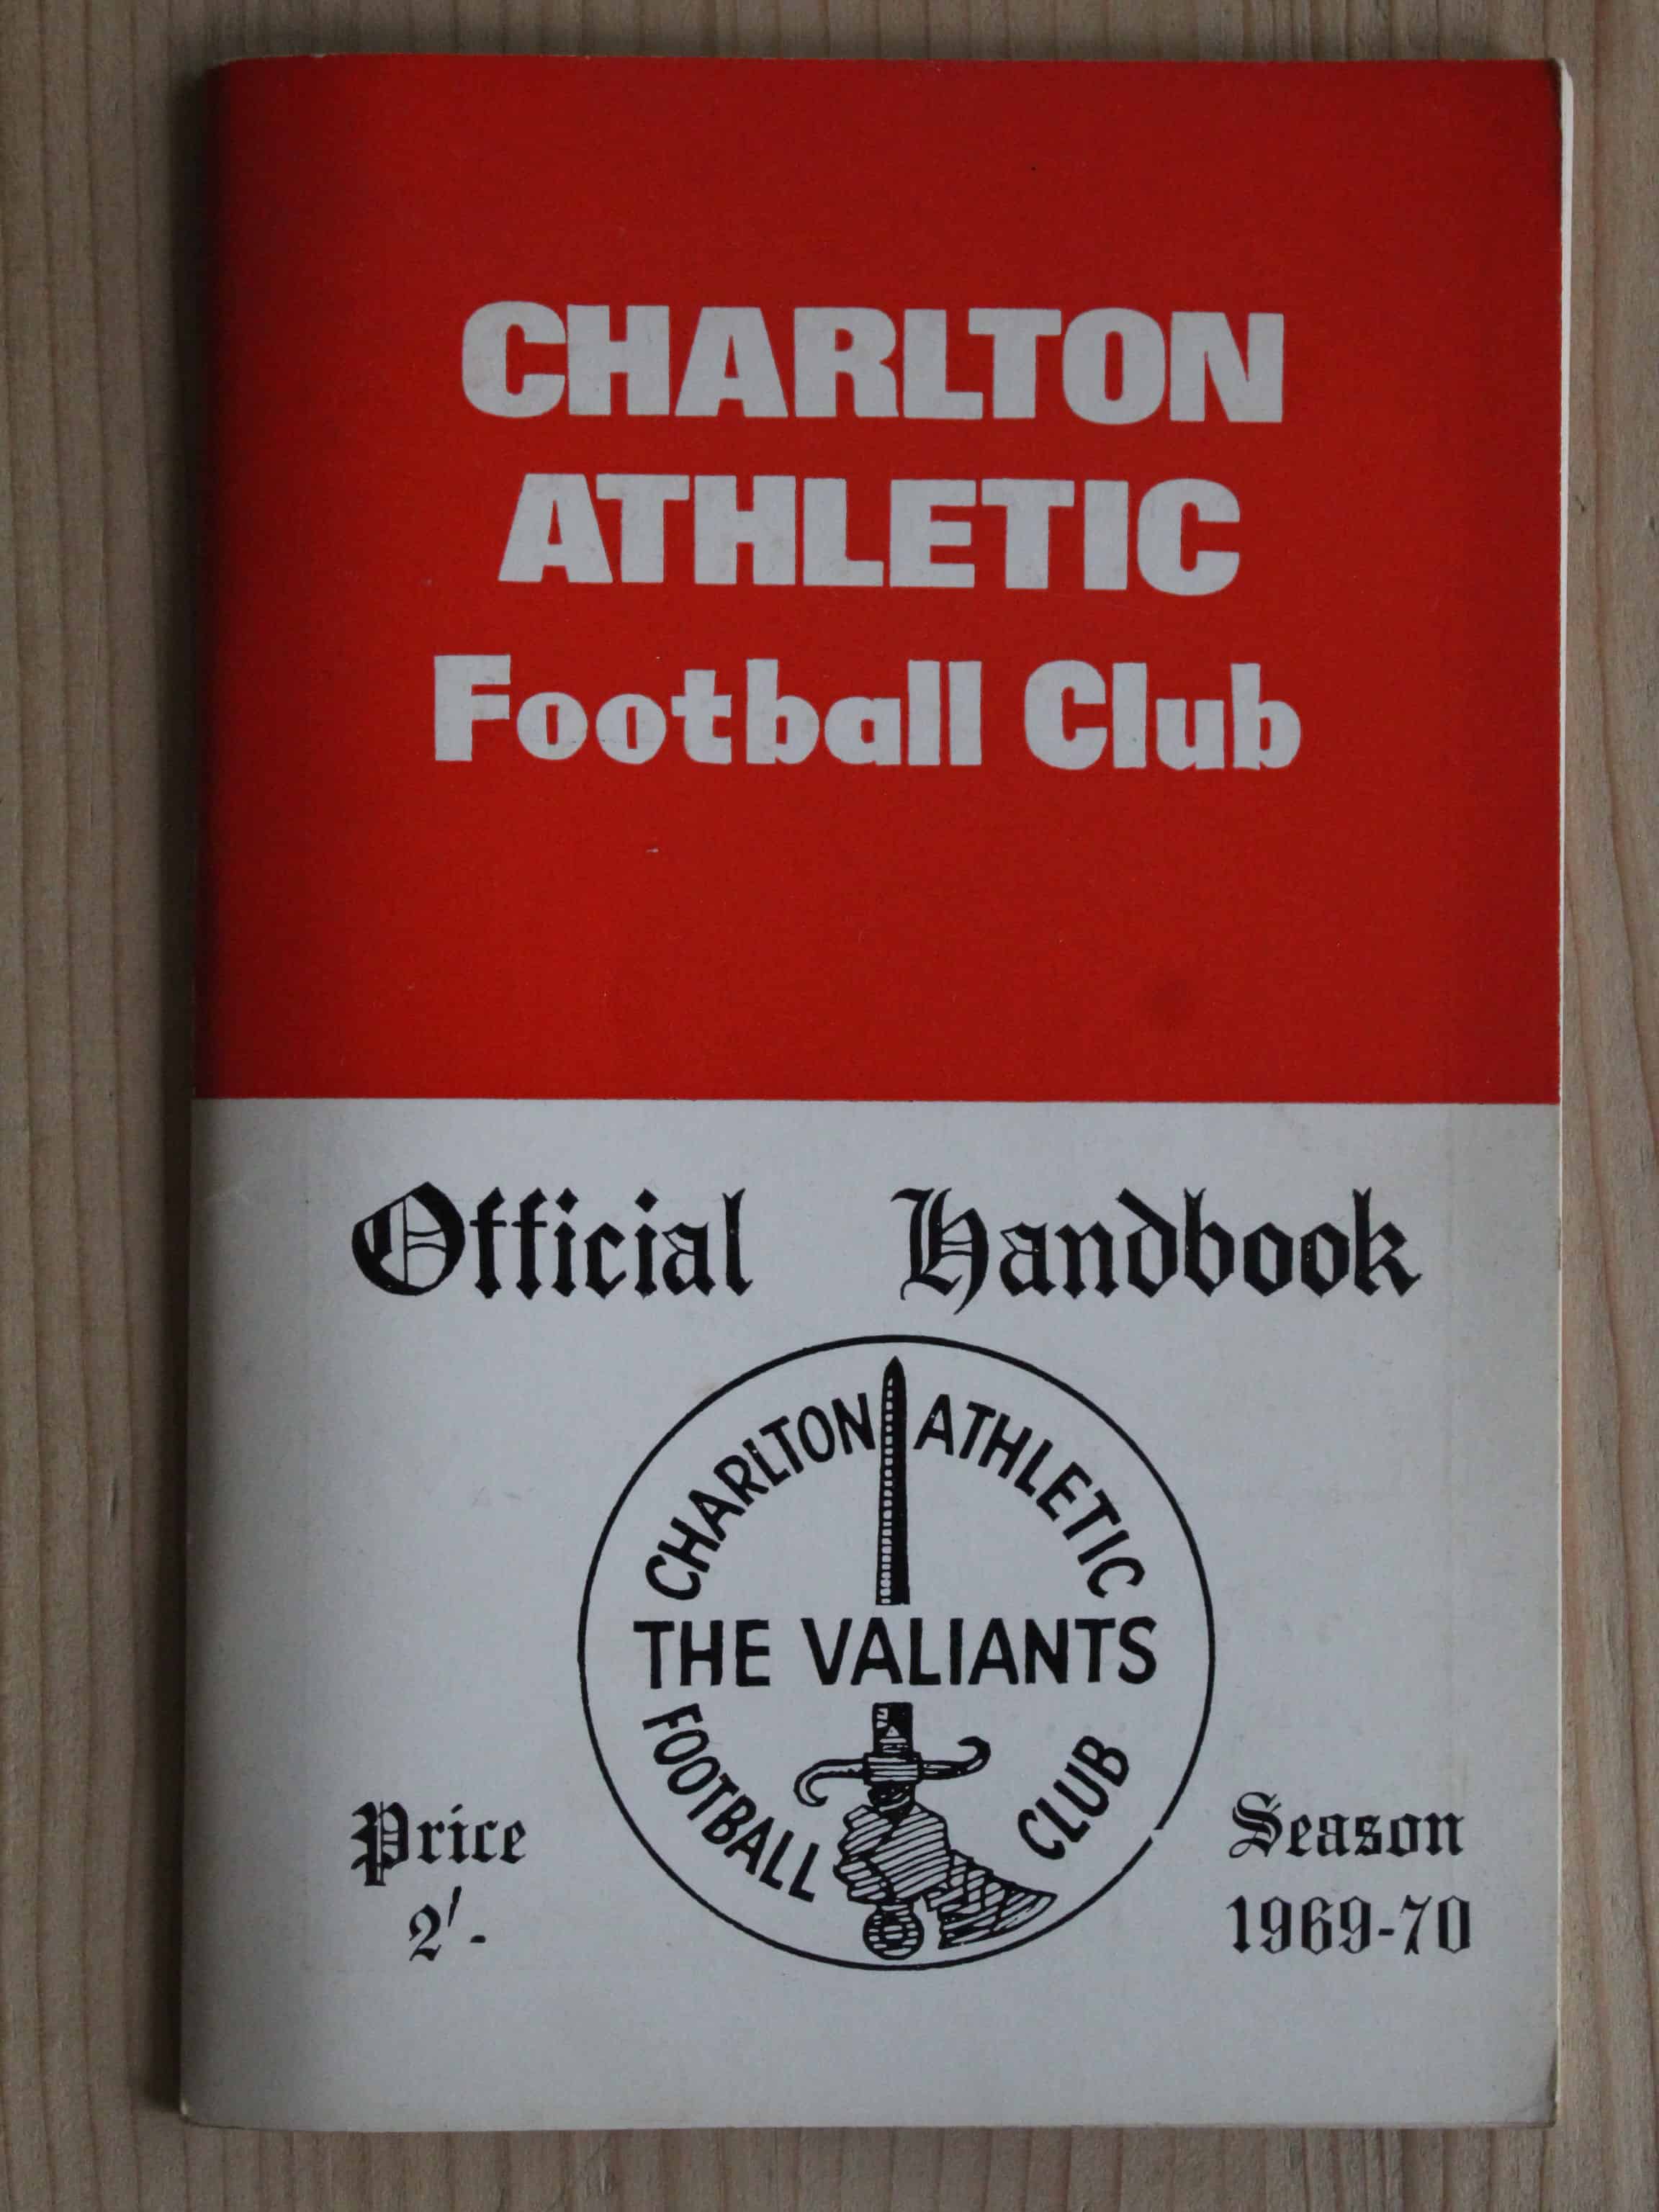 CHARLTON
ATHLETIC
Football Club
Official Handbook
CHARLTON ATHLETIC
THE VALIANTS
FOOTBALL CLUB
Price
2/-
Season
1969-70